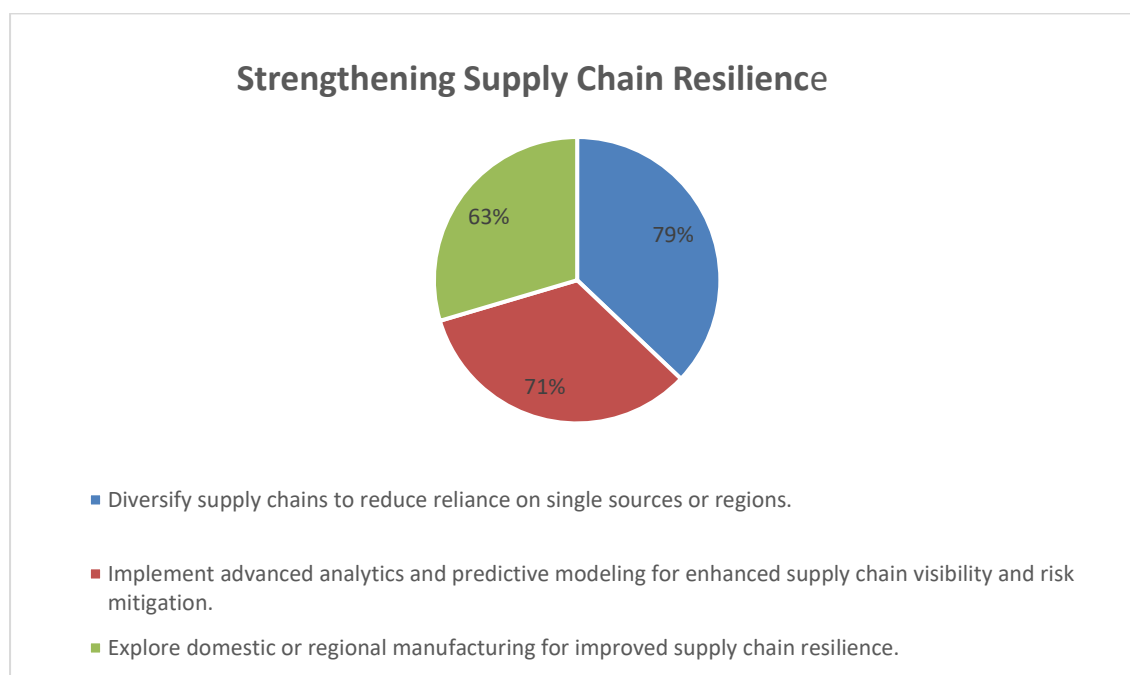 Strengthening Supply Chain Resilience
63%
79%
71%
Diversify supply chains to reduce reliance on single sources or regions.
Implement advanced analytics and predictive modeling for enhanced supply chain visibility and risk
mitigation.
Explore domestic or regional manufacturing for improved supply chain resilience.